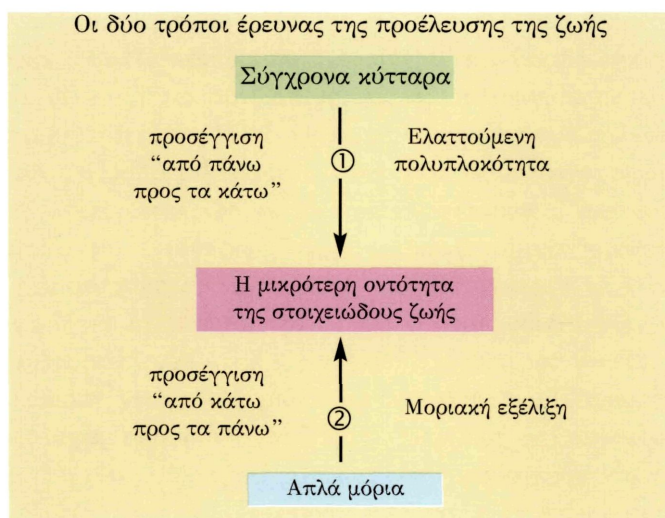 Οι δύο τρόποι έρευνας της προέλευσης της ζωής
Σύγχρονα κύτταρα
προσέγγιση
“από πάνω
προς τα κάτω”
①
Ελαττούμενη
πολυπλοκότητα
Η μικρότερη οντότητα
της στοιχειώδους ζωής
προσέγγιση
“από κάτω
προς τα πάνω”
②
Μοριακή εξέλιξη
Απλά μόρια